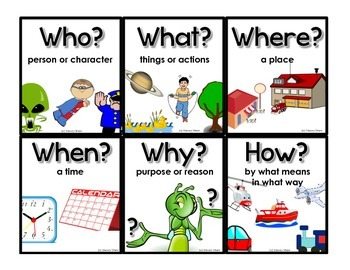 Who?
person or character
What?
things or actions
Where?
a place
When?
a time
CALENDAR
Why?
purpose or reason
? ?
How?
by what means
in what way